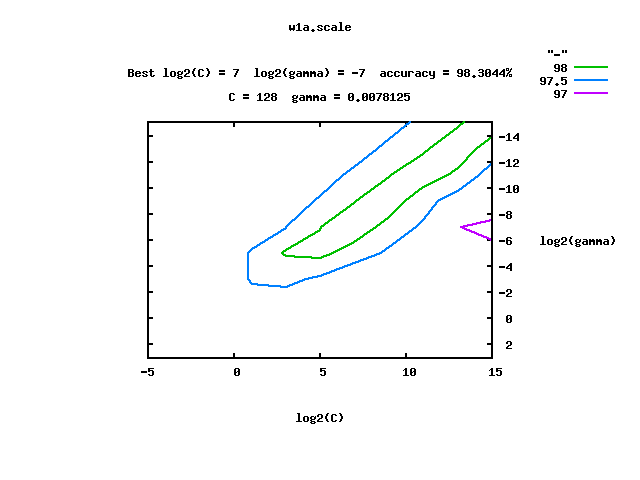 w1a.scale
"-"
Best log2(C) = 7  log2(gamma) = -7  accuracy = 98.3044%
98
97.5
97
C = 128  gamma = 0.0078125
-14
-12
-10
-8
-6
log2(gamma)
-4
-2
0
2
-5 0 5 10 15
log2(C)